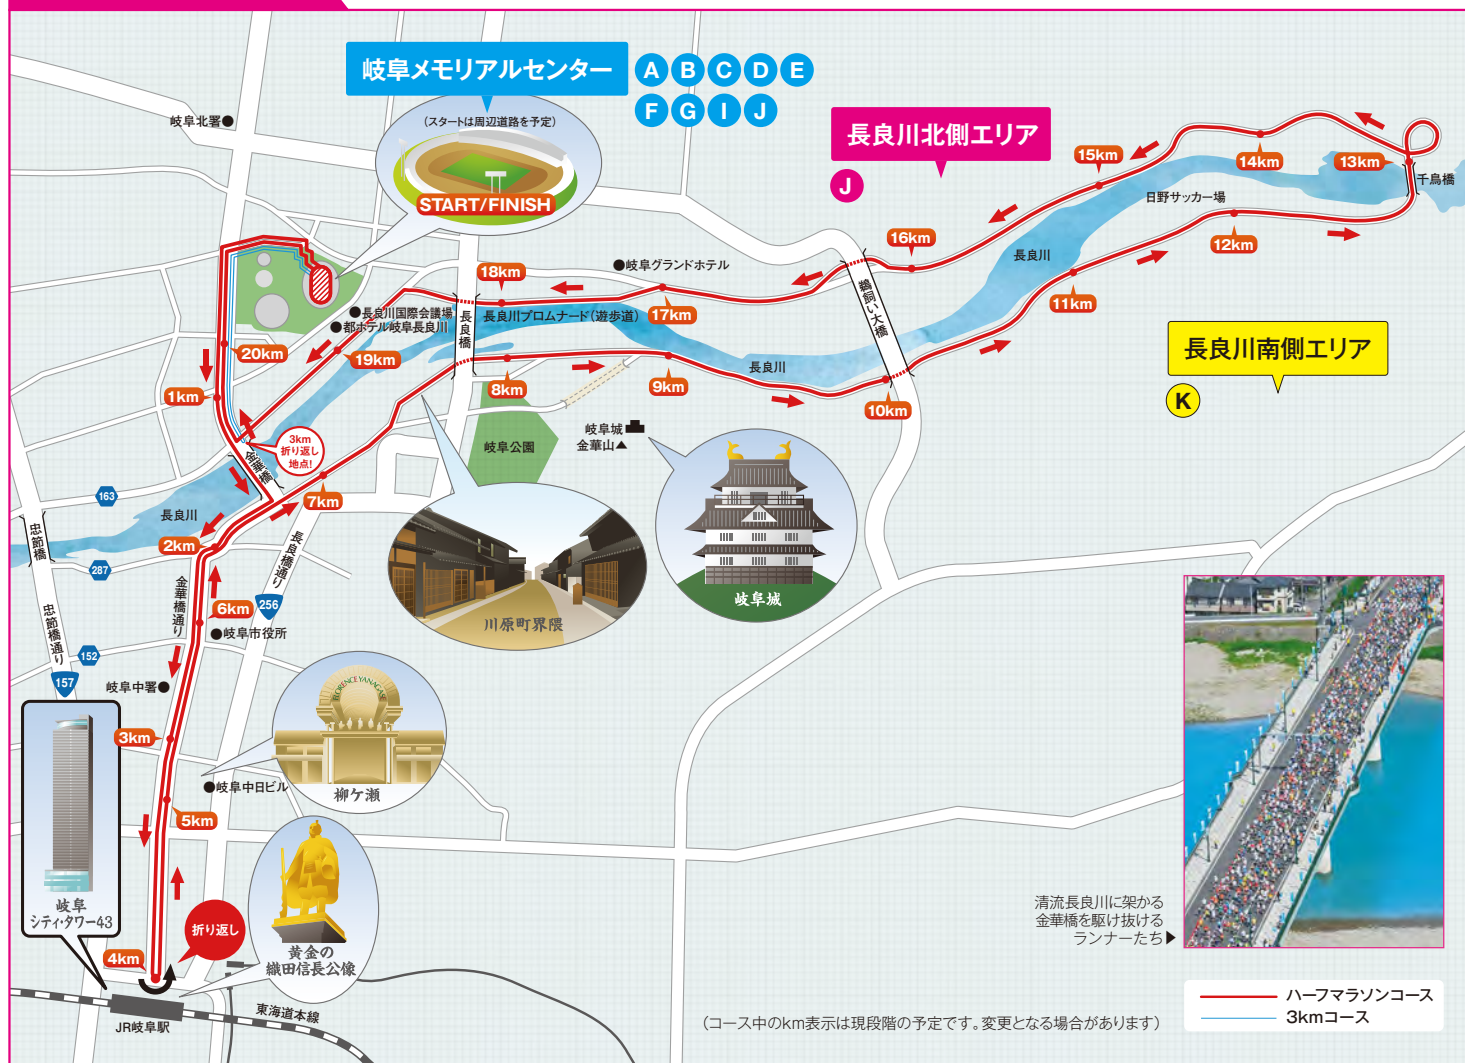 岐阜メモリアルセンター
A B C D E
F G I J
(スタートは周辺道路を予定)
START/FINISH
岐阜北署
長良川北側エリア
J
長良川南側エリア
K
15km
14km
13km
千鳥橋
日野サッカー場
12km
16km
長良川
11km
岐阜グランドホテル
18km
鵜飼い大橋
長良川国際会議場
都ホテル岐阜長良川
長良橋
長良川プロムナード(遊歩道)
17km
20km
19km
1km
8km
9km
長良川
10km
3km
折り返し
地点!
金華橋
岐阜公園
岐阜城
金華山▲
163
7km
長良川
忠節橋
2km
287
長良橋通り
金華橋通り
256
6km
岐阜市役所
忠節橋通り
152
157
岐阜中署
川原町界隈
岐阜城
FLORENCE YANAGASE
柳ケ瀬
3km
岐阜中日ビル
5km
岐阜
シティ・タワー43
折り返し
4km
黄金の
織田信長公像
JR岐阜駅
東海道本線
清流長良川に架かる
金華橋を駆け抜ける
ランナーたち▶
(コース中のkm表示は現段階の予定です。変更となる場合があります)
ハーフマラソンコース
3kmコース